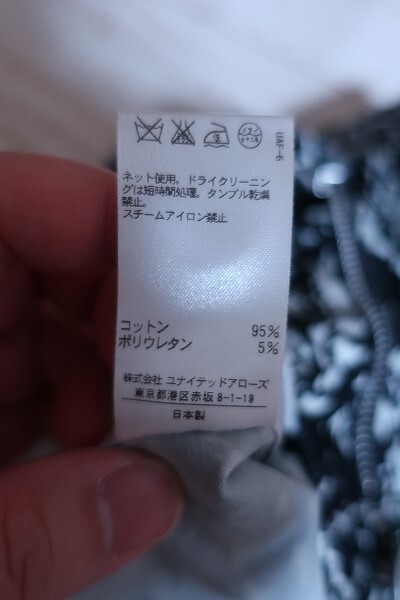 UAF-6
ネット使用。ドライクリーニン
グは短時間処理。タンブル乾燥
禁止。
スチームアイロン禁止
コットン 95%
ポリウレタン 5%
株式会社 ユナイテッドアローズ
東京都港区赤坂8-1-19
日本製